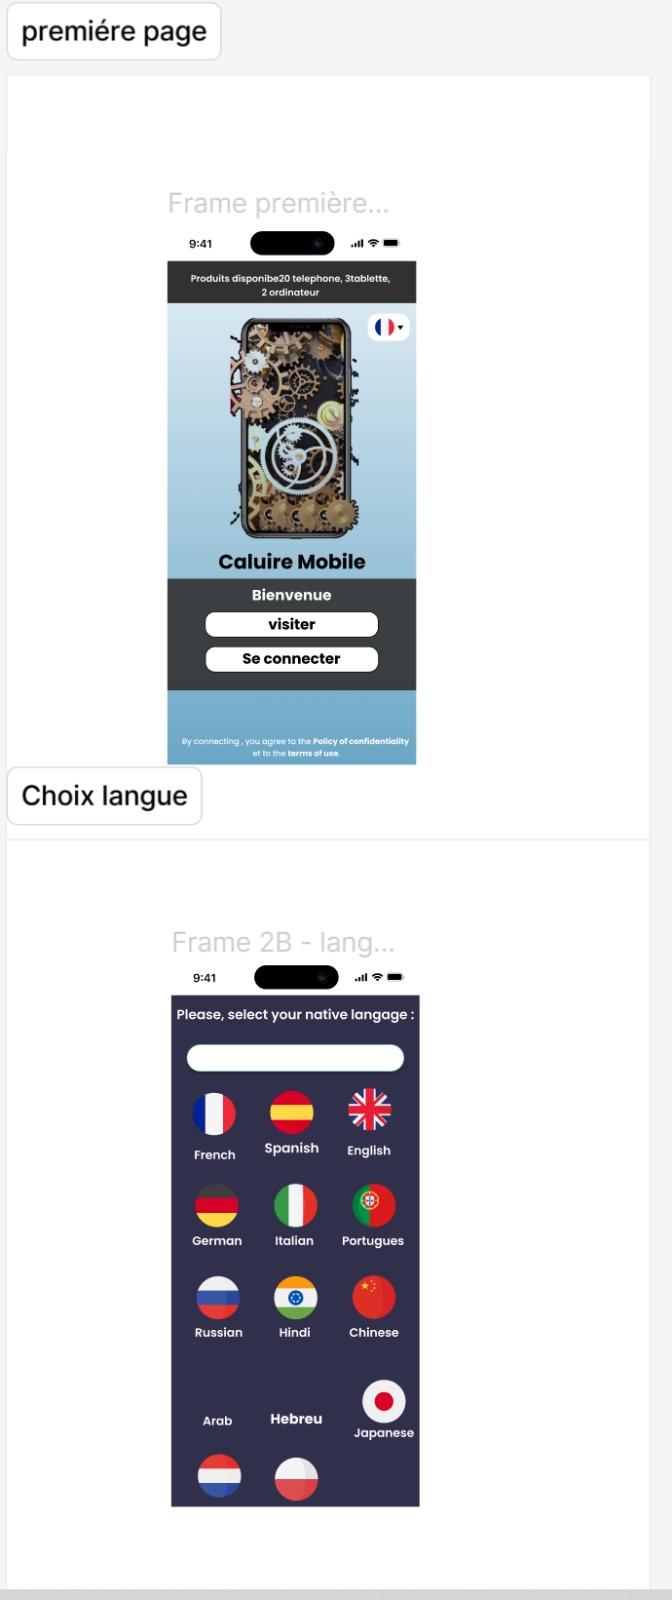 premiére page
Frame première...
9:41
Produits disponibe20 telephone, 3tablette,
2 ordinateur
Caluire Mobile
Bienvenue
visiter
Se connecter
By connecting , you agree to the Policy of confidentiality
et to the terms of use.
Choix langue
Frame 2B - lang...
9:41
Please, select your native langage :
French Spanish English
German Italian Portugues
Russian Hindi Chinese
Arab Hebreu Japanese